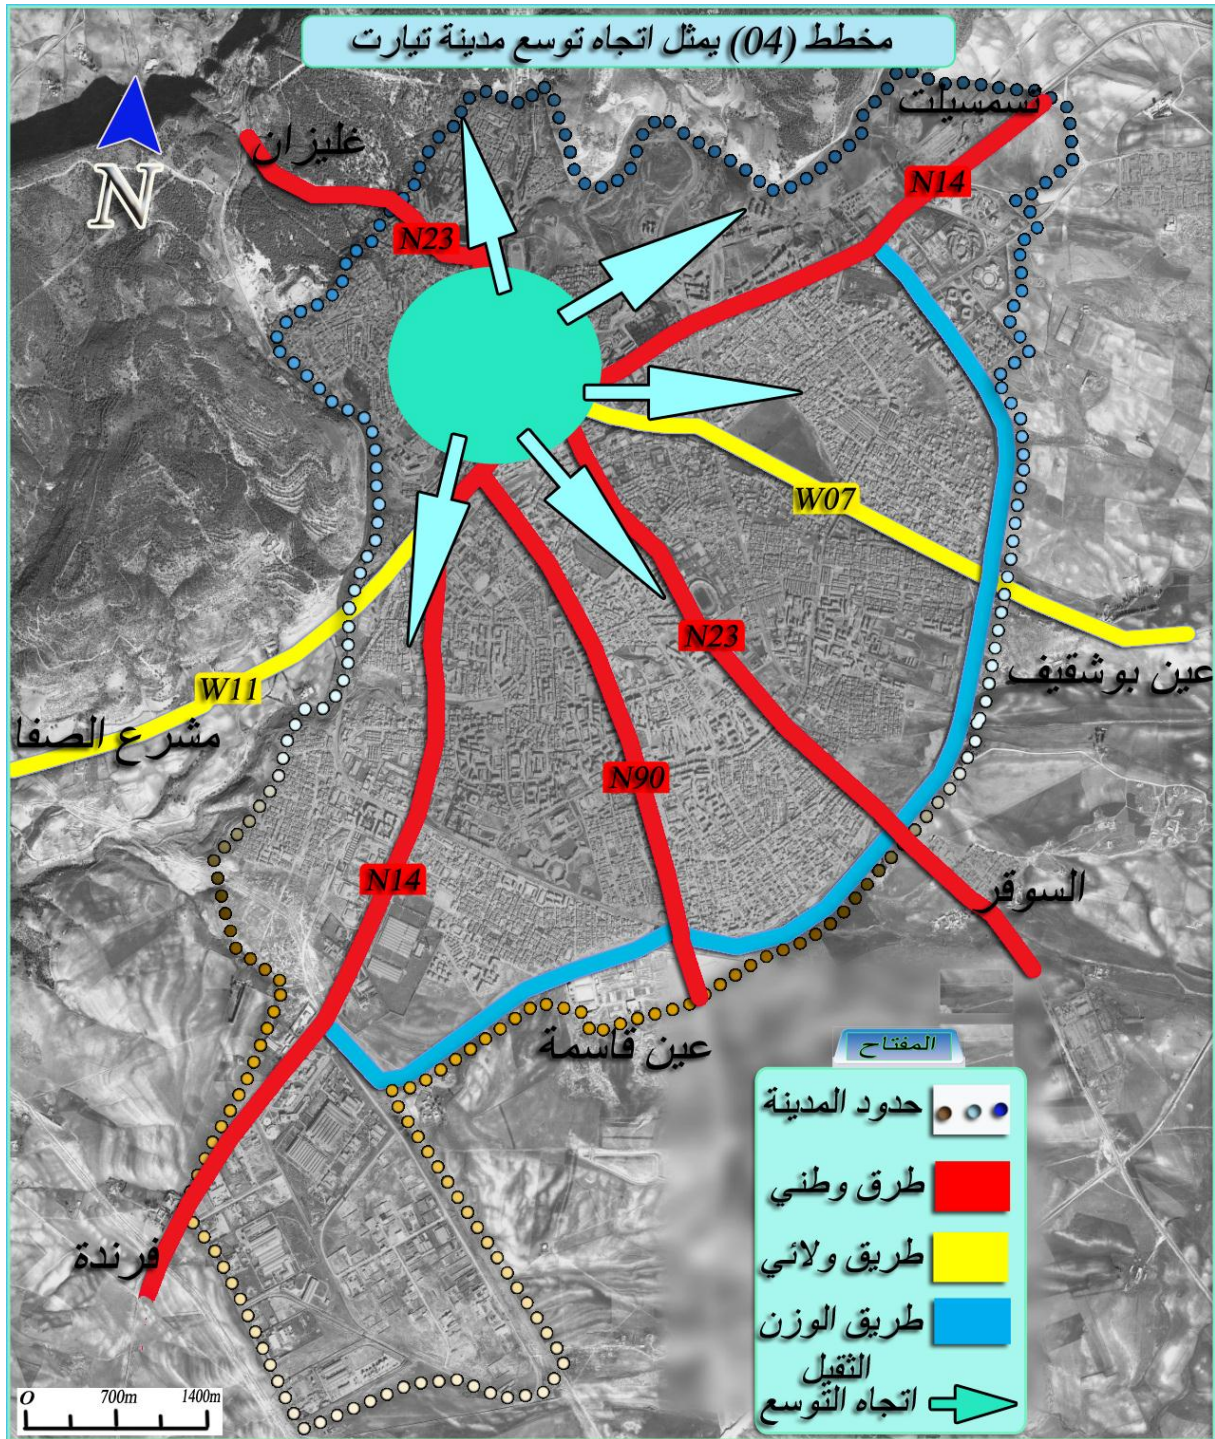 مخطط (04) يمثل اتجاه توسع مدينة تيارت
تسمسيلت
غليزان
N
N14
N23
W07
N23
عين بوشقيف
W11
مشرع الصفا
N90
N14
السوقر
عين قاسمة
فرندة
المفتاح
حدود المدينة
طرق وطني
طريق ولائي
طريق الوزن
الثقيل
اتجاه التوسع
O 700m 1400m